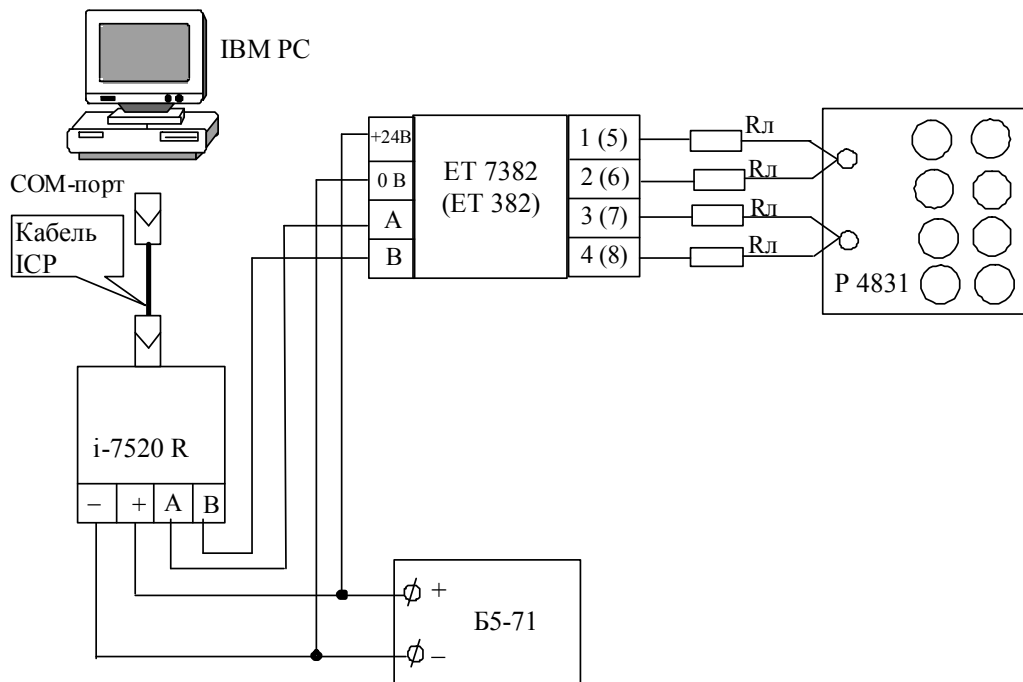 IBM PC
COM-порт
Кабель
ICP
i-7520 R
– + A B
+24В
0 В
A
B
ET 7382
(ET 382)
1 (5)
2 (6)
3 (7)
4 (8)
Rл
Rл
Rл
Rл
Р 4831
+
–
Б5-71